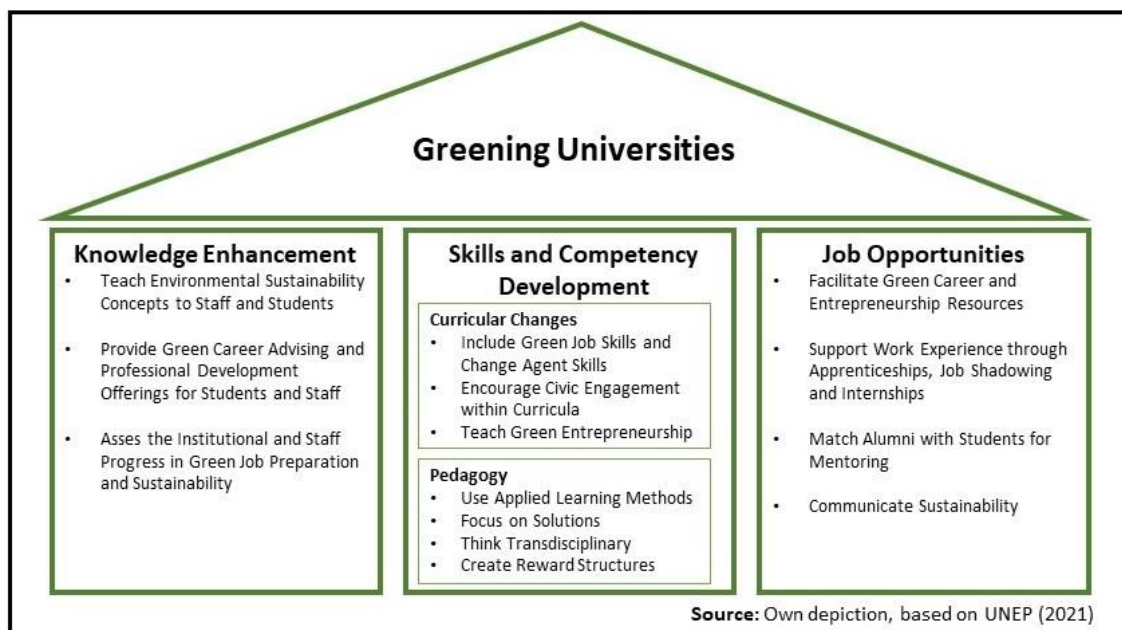 Greening Universities
Knowledge Enhancement
• Teach Environmental Sustainability
Concepts to Staff and Students
• Provide Green Career Advising and
Professional Development
Offerings for Students and Staff
• Asses the Institutional and Staff
Progress in Green Job Preparation
and Sustainability
Skills and Competency
Development
Curricular Changes
• Include Green Job Skills and
Change Agent Skills
• Encourage Civic Engagement
within Curricula
• Teach Green Entrepreneurship
Pedagogy
• Use Applied Learning Methods
• Focus on Solutions
• Think Transdisciplinary
• Create Reward Structures
Job Opportunities
• Facilitate Green Career and
Entrepreneurship Resources
• Support Work Experience through
Apprenticeships, Job Shadowing
and Internships
• Match Alumni with Students for
Mentoring
• Communicate Sustainability
Source: Own depiction, based on UNEP (2021)